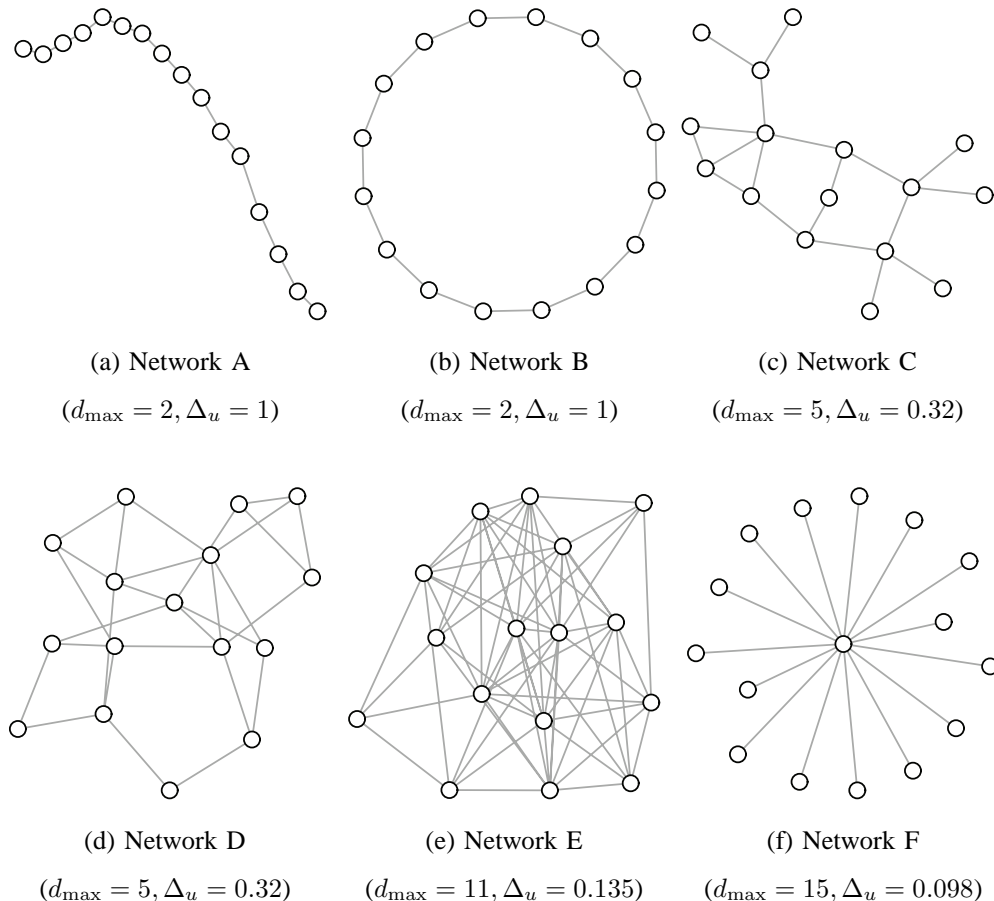 (a) Network A
(b) Network B
(c) Network C
(d_max = 2, Δ_u = 1)
(d_max = 2, Δ_u = 1)
(d_max = 5, Δ_u = 0.32)
(d) Network D
(e) Network E
(f) Network F
(d_max = 5, Δ_u = 0.32)
(d_max = 11, Δ_u = 0.135)
(d_max = 15, Δ_u = 0.098)